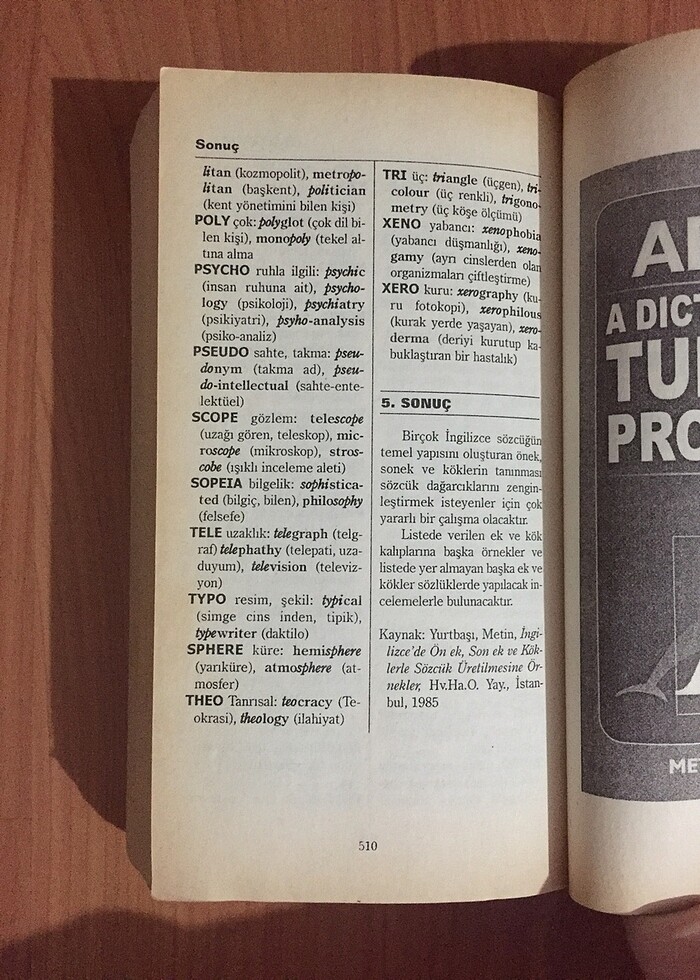 Sonuç
litan (kozmopolit), metropo-
litan (başkent), politician
(kent yönetimini bilen kişi)
POLY çok: polyglot (çok dil bi-
len kişi), monopoly (tekel al-
tına alma
PSYCHO ruhla ilgili: psychic
(insan ruhuna ait), psycho-
logy (psikoloji), psychiatry
(psikiyatri), psyho-analysis
(psiko-analiz)
PSEUDO sahte, takma: pseu-
donym (takma ad), pseu-
do-intellectual (sahte-ente-
lektüel)
SCOPE gözlem: telescope
(uzağı gören, teleskop), mic-
roscope (mikroskop), stros-
cobe (ışıklı inceleme aleti)
SOPEIA bilgelik: sophistica-
ted (bilgiç, bilen), philosophy
(felsefe)
TELE uzaklık: telegraph (telg-
raf) telephathy (telepati, uza-
duyum), television (televiz-
yon)
TYPO resim, şekil: typical
(simge cins inden, tipik),
typewriter (daktilo)
SPHERE küre: hemisphere
(yarıküre), atmosphere (at-
mosfer)
THEO Tanrısal: teocracy (Te-
okrasi), theology (ilahiyat)
TRI üç: triangle (üçgen), tri-
colour (üç renkli), trigono-
metry (üç köşe ölçümü)
XENO yabancı: xenophobia
(yabancı düşmanlığı), xeno-
gamy (ayrı cinslerden olan
organizmaları çiftleştirme)
XERO kuru: xerography (ku-
ru fotokopi), xerophilous
(kurak yerde yaşayan), xero-
derma (deriyi kurutup ka-
buklaştıran bir hastalık)
5. SONUÇ
Birçok İngilizce sözcüğün
temel yapısını oluşturan önek,
sonek ve köklerin tanınması
sözcük dağarcıklarını zengin-
leştirmek isteyenler için çok
yararlı bir çalışma olacaktır.
Listede verilen ek ve kök
kalıplarına başka örnekler ve
listede yer almayan başka ek ve
kökler sözlüklerde yapılacak in-
celemelerle bulunacaktır.
Kaynak: Yurtbaşı, Metin, İngi-
lizce'de Ön ek, Son ek ve Kök-
lerle Sözcük Üretilmesine Ör-
nekler, Hv.Ha.O. Yay., İstan-
bul, 1985
510
A DICT
TU
PRO
ME